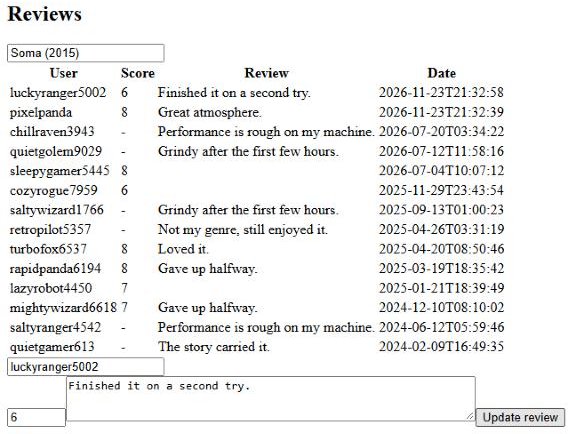 Reviews
Soma (2015)
User Score Review Date
luckyranger5002 6 Finished it on a second try. 2026-11-23T21:32:58
pixelpanda 8 Great atmosphere. 2026-11-23T21:32:39
chillraven3943 - Performance is rough on my machine. 2026-07-20T03:34:22
quietgolem9029 - Grindy after the first few hours. 2026-07-12T11:58:16
sleepygamer5445 8 2026-07-04T10:07:12
cozyrogue7959 6 2025-11-29T23:43:54
saltywizard1766 - Grindy after the first few hours. 2025-09-13T01:00:23
retropilot5357 - Not my genre, still enjoyed it. 2025-04-26T03:31:19
turbofox6537 8 Loved it. 2025-04-20T08:50:46
rapidpanda6194 8 Gave up halfway. 2025-03-19T18:35:42
lazyrobot4450 7 2025-01-21T18:39:49
mightywizard6618 7 Gave up halfway. 2024-12-10T08:10:02
saltyranger4542 - Performance is rough on my machine. 2024-06-12T05:59:46
quietgamer613 - The story carried it. 2024-02-09T16:49:35
luckyranger5002
Finished it on a second try.
6 Update review